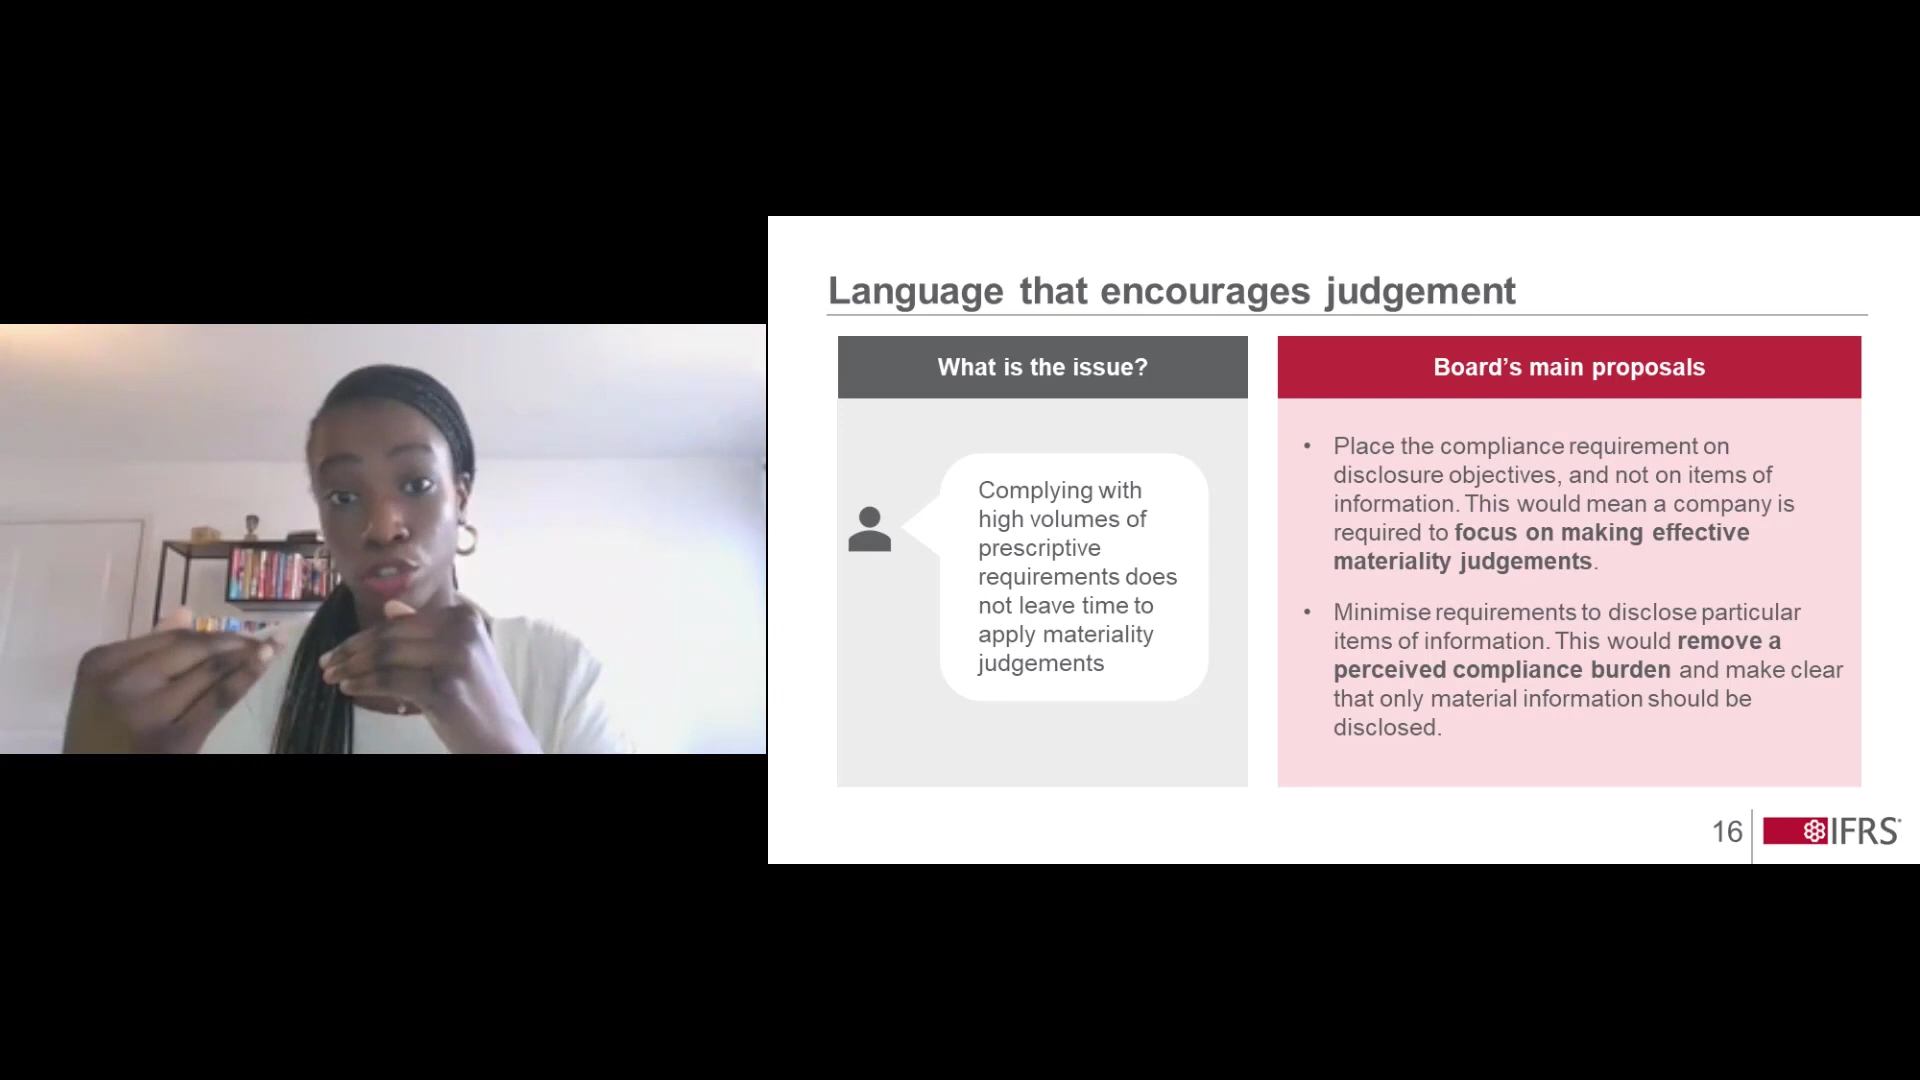 Language that encourages judgement
What is the issue?
Complying with
high volumes of
prescriptive
requirements does
not leave time to
apply materiality
judgements
Board's main proposals
• Place the compliance requirement on
disclosure objectives, and not on items of
information. This would mean a company is
required to focus on making effective
materiality judgements.
• Minimise requirements to disclose particular
items of information. This would remove a
perceived compliance burden and make clear
that only material information should be
disclosed.
16
IFRS®